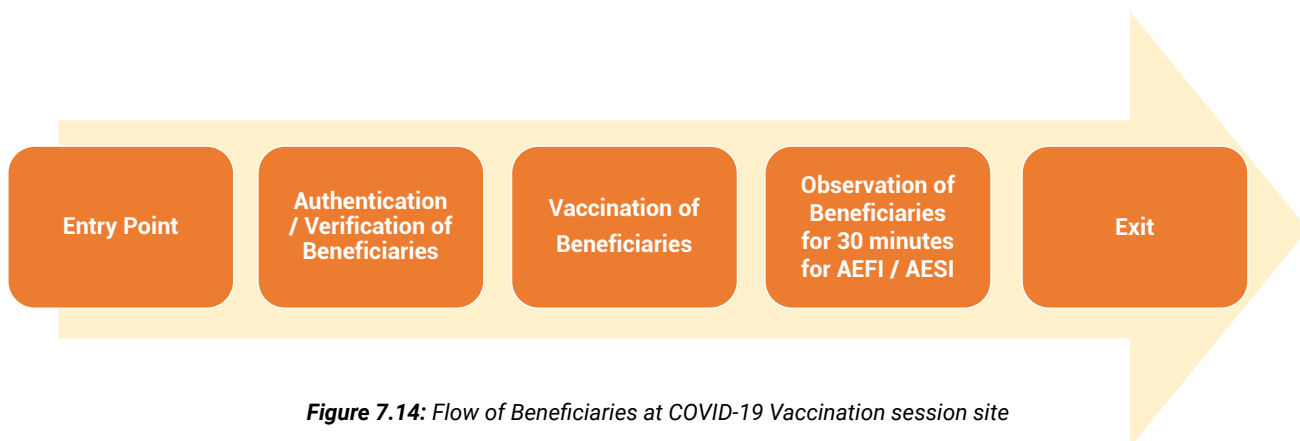 Entry Point
Authentication
/ Verification of
Beneficiaries
Vaccination of
Beneficiaries
Observation of
Beneficiaries
for 30 minutes
for AEFI / AESI
Exit
Figure 7.14: Flow of Beneficiaries at COVID-19 Vaccination session site